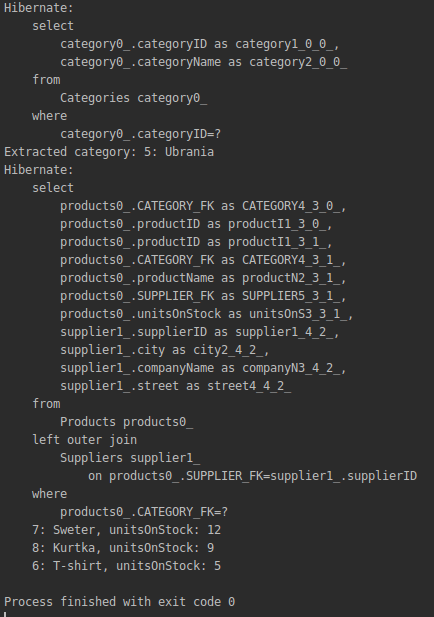 Hibernate:
    select
        category0_.categoryID as category1_0_0_,
        category0_.categoryName as category2_0_0_
    from
        Categories category0_
    where
        category0_.categoryID=?
Extracted category: 5: Ubrania
Hibernate:
    select
        products0_.CATEGORY_FK as CATEGORY4_3_0_,
        products0_.productID as productI1_3_0_,
        products0_.productID as productI1_3_1_,
        products0_.CATEGORY_FK as CATEGORY4_3_1_,
        products0_.productName as productN2_3_1_,
        products0_.SUPPLIER_FK as SUPPLIER5_3_1_,
        products0_.unitsOnStock as unitsOnS3_3_1_,
        supplier1_.supplierID as supplier1_4_2_,
        supplier1_.city as city2_4_2_,
        supplier1_.companyName as companyN3_4_2_,
        supplier1_.street as street4_4_2_
    from
        Products products0_
    left outer join
        Suppliers supplier1_
            on products0_.SUPPLIER_FK=supplier1_.supplierID
    where
        products0_.CATEGORY_FK=?
    7: Sweter, unitsOnStock: 12
    8: Kurtka, unitsOnStock: 9
    6: T-shirt, unitsOnStock: 5
Process finished with exit code 0